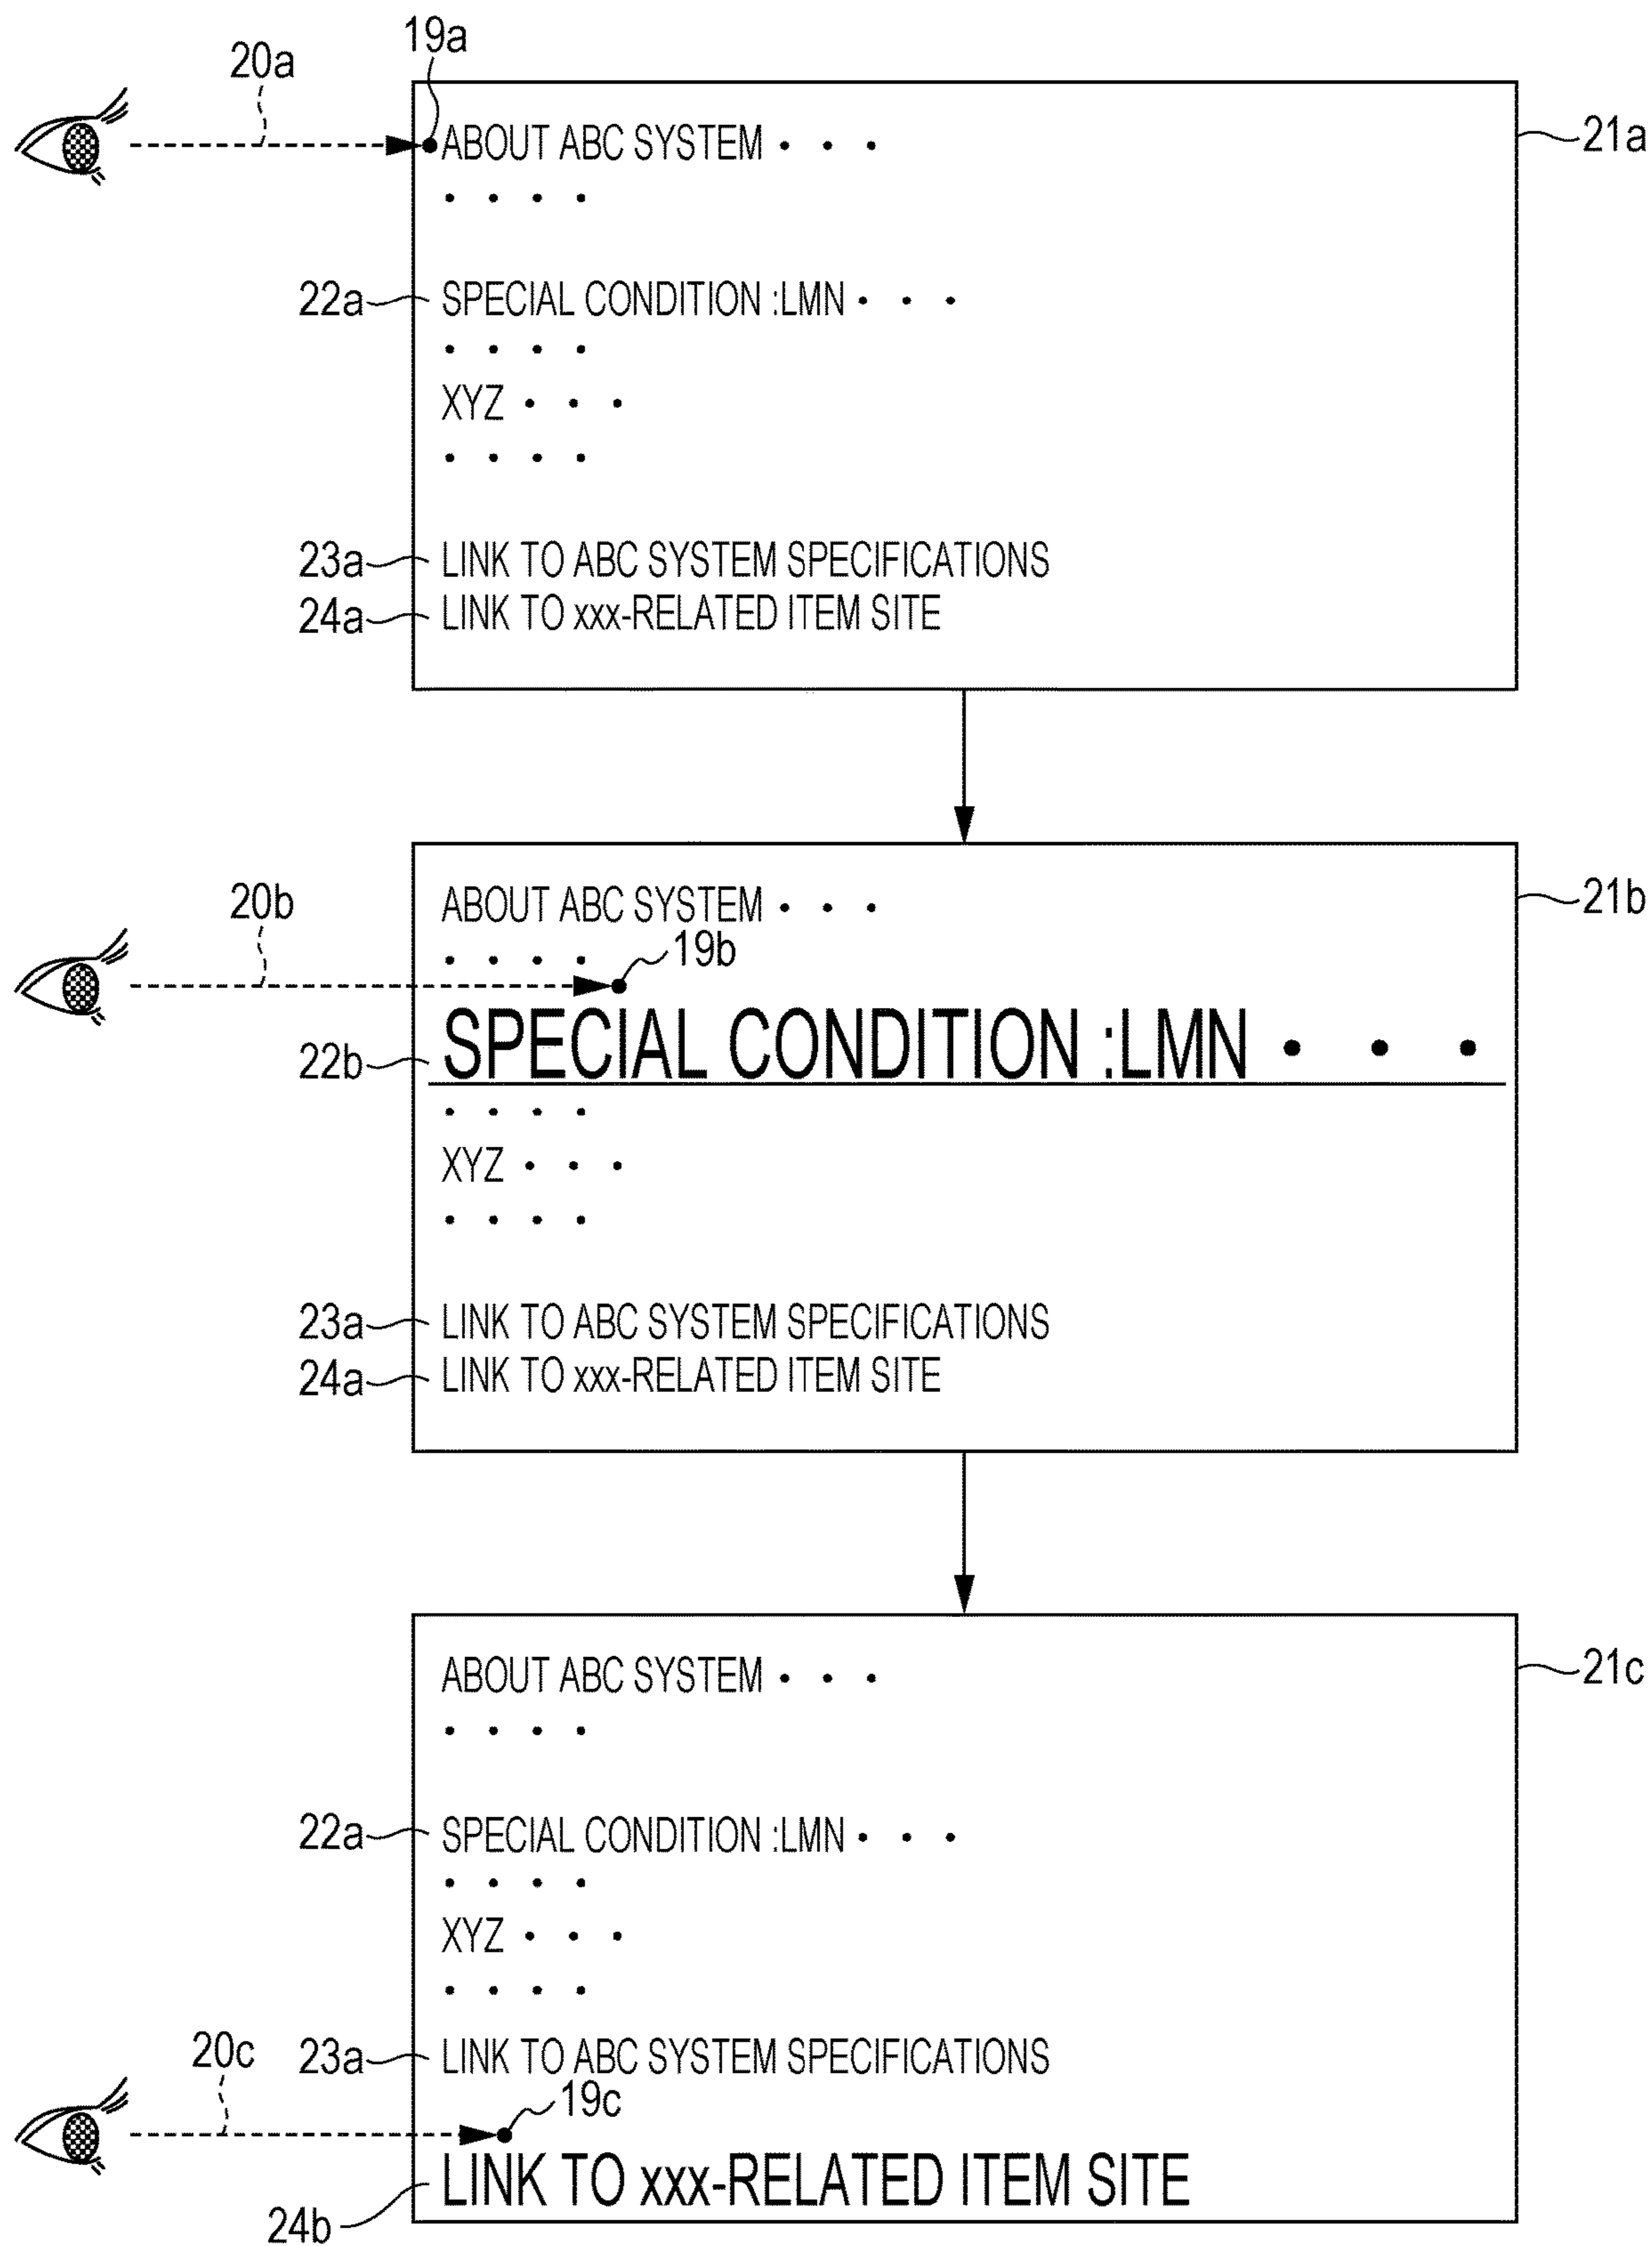 19a
20a
ABOUT ABC SYSTEM · · ·
21a
· · · ·
22a SPECIAL CONDITION :LMN · · ·
· · · ·
XYZ · · ·
· · · ·
23a LINK TO ABC SYSTEM SPECIFICATIONS
24a LINK TO xxx-RELATED ITEM SITE
20b
ABOUT ABC SYSTEM · · ·
21b
· · · ·
19b
22b SPECIAL CONDITION :LMN · · ·
· · · ·
XYZ · · ·
· · · ·
23a LINK TO ABC SYSTEM SPECIFICATIONS
24a LINK TO xxx-RELATED ITEM SITE
ABOUT ABC SYSTEM · · ·
21c
· · · ·
22a SPECIAL CONDITION :LMN · · ·
· · · ·
XYZ · · ·
· · · ·
20c
23a LINK TO ABC SYSTEM SPECIFICATIONS
19c
24b LINK TO xxx-RELATED ITEM SITE